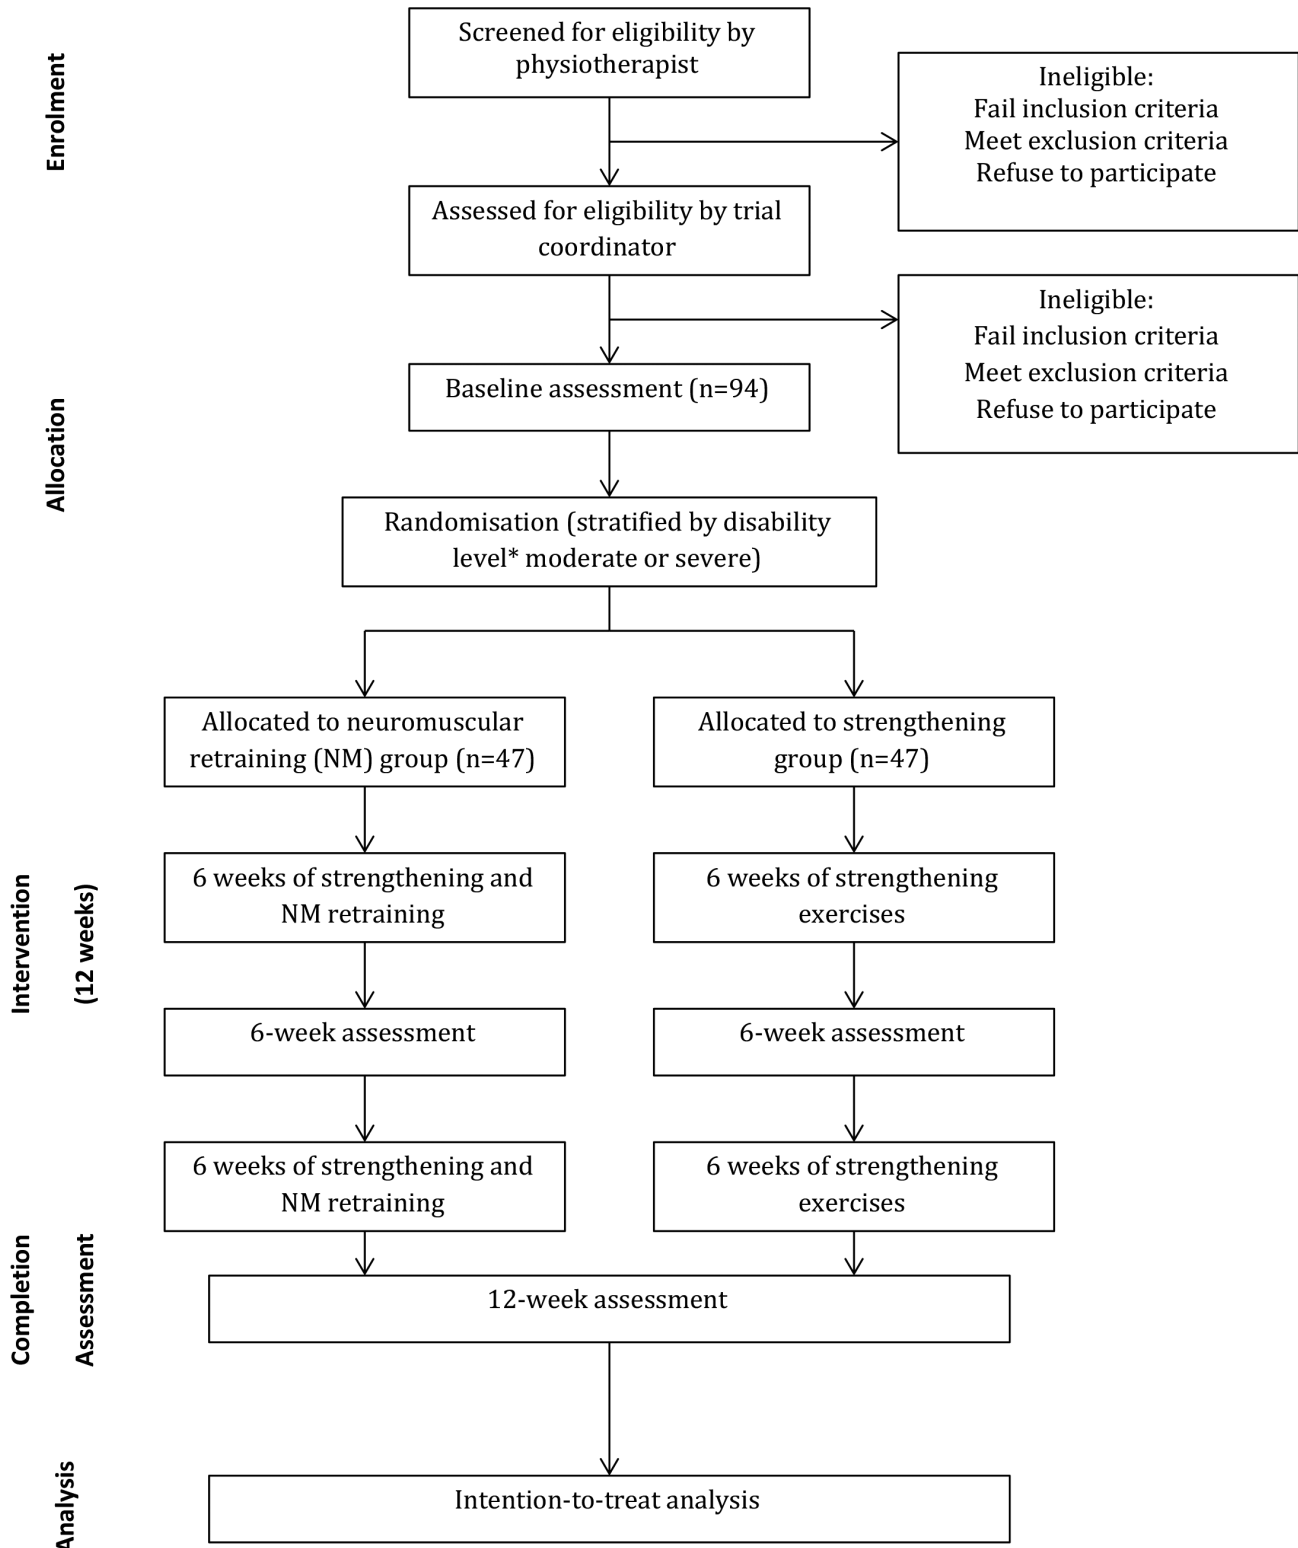 Enrolment
Screened for eligibility by
physiotherapist
Ineligible:
Fail inclusion criteria
Meet exclusion criteria
Refuse to participate
Assessed for eligibility by trial
coordinator
Ineligible:
Fail inclusion criteria
Meet exclusion criteria
Refuse to participate
Allocation
Baseline assessment (n=94)
Randomisation (stratified by disability
level* moderate or severe)
Allocated to neuromuscular
retraining (NM) group (n=47)
Allocated to strengthening
group (n=47)
Intervention
(12 weeks)
6 weeks of strengthening and
NM retraining
6 weeks of strengthening
exercises
6-week assessment
6-week assessment
6 weeks of strengthening and
NM retraining
6 weeks of strengthening
exercises
Completion
Assessment
12-week assessment
Analysis
Intention-to-treat analysis